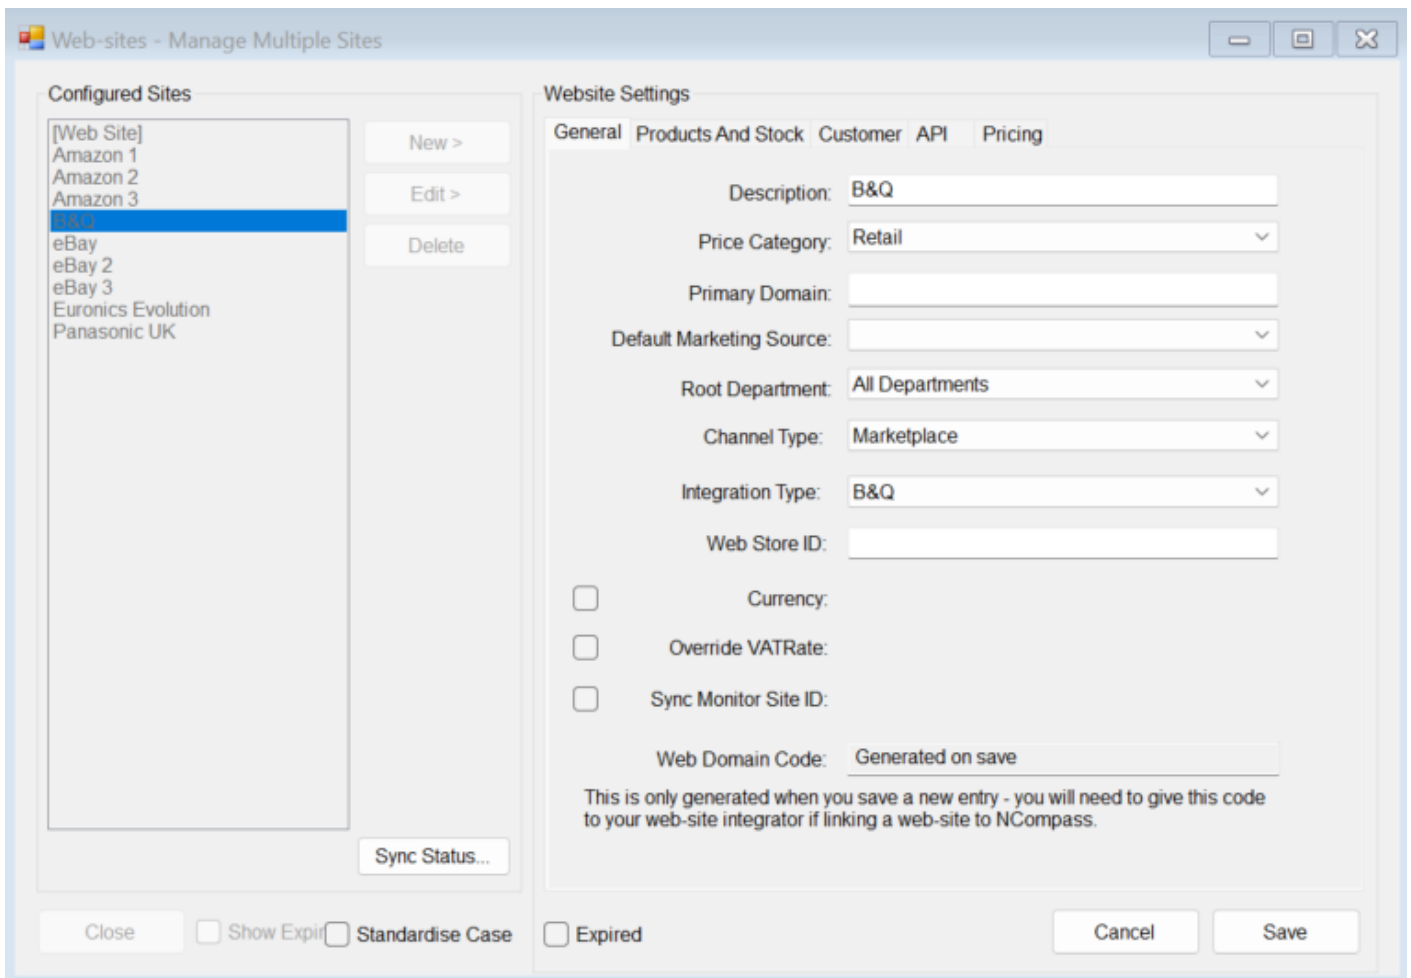 Web-sites - Manage Multiple Sites
Configured Sites
[Web Site]
Amazon 1
Amazon 2
Amazon 3
B&Q
eBay
eBay 2
eBay 3
Euronics Evolution
Panasonic UK
New >
Edit >
Delete
Sync Status...
Website Settings
General Products And Stock Customer API Pricing
Description: B&Q
Price Category: Retail
Primary Domain:
Default Marketing Source:
Root Department: All Departments
Channel Type: Marketplace
Integration Type: B&Q
Web Store ID:
Currency:
Override VATRate:
Sync Monitor Site ID:
Web Domain Code: Generated on save
This is only generated when you save a new entry - you will need to give this code
to your web-site integrator if linking a web-site to NCompass.
Close Show Expir Standardise Case Expired Cancel Save